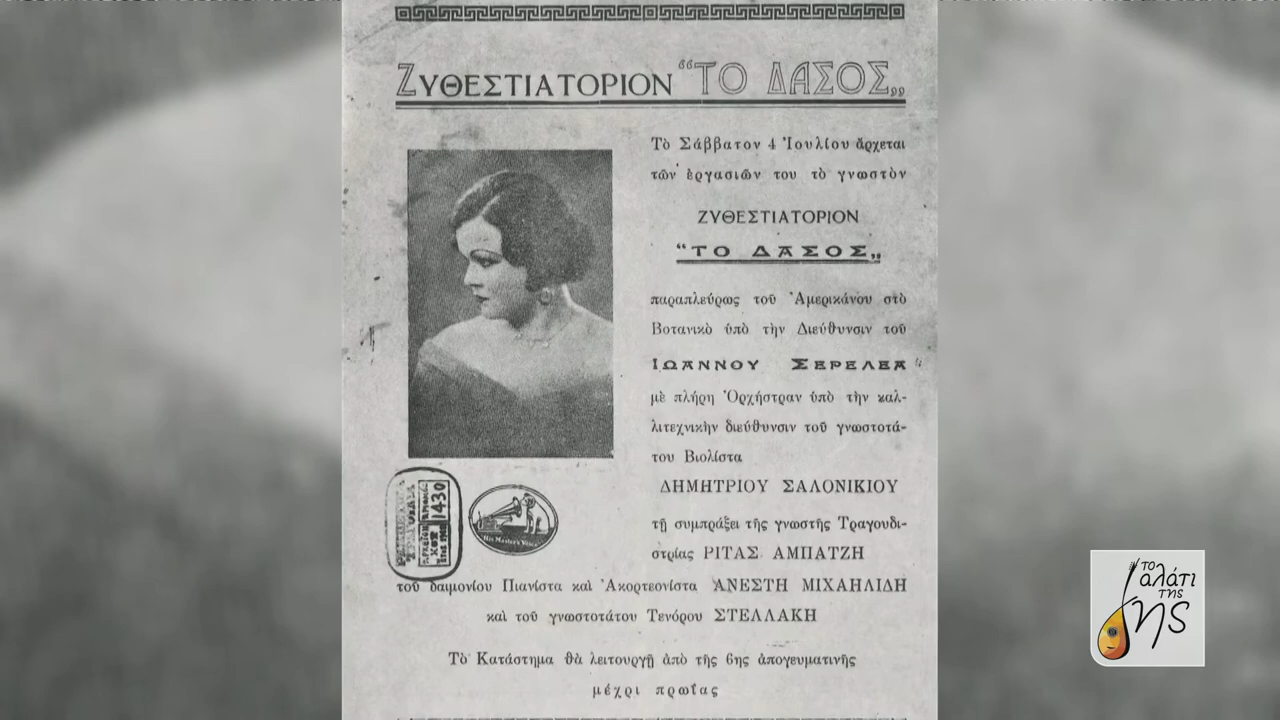 Ζυθεστιατοριον “Το Δασος„
Τὸ Σάββατον 4 Ἰουλίου ἄρχεται
τῶν ἐργασιῶν του τὸ γνωστὸν
ΖΥΘΕΣΤΙΑΤΟΡΙΟΝ
“ΤΟ ΔΑΣΟΣ„
παραπλεύρως τοῦ Ἀμερικάνου στὸ
Βοτανικὸ ὑπὸ τὴν Διεύθυνσιν τοῦ
ΙΩΑΝΝΟΥ ΣΕΡΕΛΕΑ
μὲ πλήρη Ὀρχήστραν ὑπὸ τὴν καλ-
λιτεχνικὴν διεύθυνσιν τοῦ γνωστοτά-
του Βιολίστα
ΔΗΜΗΤΡΙΟΥ ΣΑΛΟΝΙΚΙΟΥ
τῇ συμπράξει τῆς γνωστῆς Τραγουδι-
στρίας ΡΙΤΑΣ ΑΜΠΑΤΖΗ
1430
His Master's Voice
τοῦ δαιμονίου Πιανίστα καὶ Ἀκορτεονίστα ΑΝΕΣΤΗ ΜΙΧΑΗΛΙΔΗ
καὶ τοῦ γνωστοτάτου Τενόρου ΣΤΕΛΛΑΚΗ
Τὸ Κατάστημα θὰ λειτουργῇ ἀπὸ τῆς 6ης ἀπογευματινῆς
μέχρι πρωΐας
το
αλάτι
της
γης